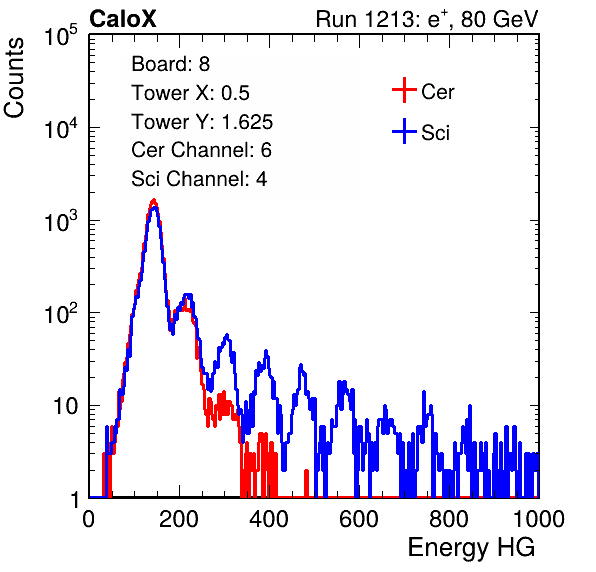 CaloX Run 1213: e⁺, 80 GeV
Counts
10⁵
10⁴
10³
10²
10
1
Board: 8
Tower X: 0.5
Tower Y: 1.625
Cer Channel: 6
Sci Channel: 4
Cer
Sci
0 200 400 600 800 1000
Energy HG